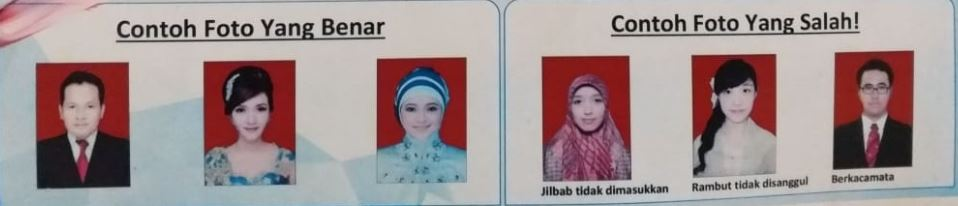 Contoh Foto Yang Benar
Contoh Foto Yang Salah!
Jilbab tidak dimasukkan
Rambut tidak disanggul
Berkacamata